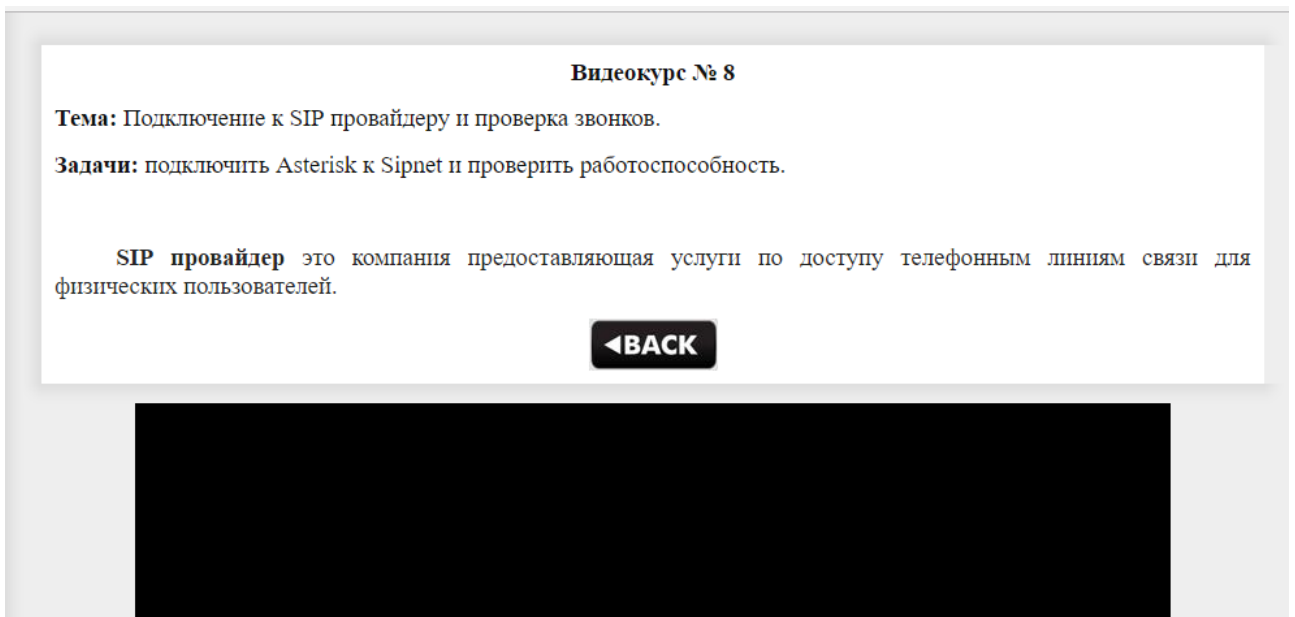 Видеокурс № 8
Тема: Подключение к SIP провайдеру и проверка звонков.
Задачи: подключить Asterisk к Sipnet и проверить работоспособность.
SIP провайдер это компания предоставляющая услуги по доступу телефонным линиям связи для
физических пользователей.
BACK